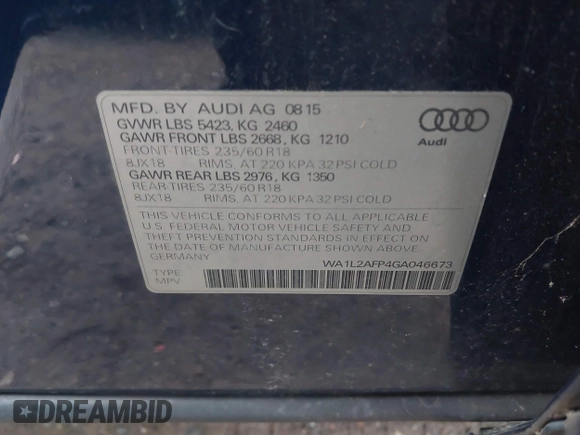 MFD. BY AUDI AG 08 15
GVWR LBS 5423, KG 2460
GAWR FRONT LBS 2668, KG 1210
FRONT TIRES 235/60 R18
8JX18 RIMS, AT 220 KPA 32 PSI COLD
GAWR REAR LBS 2976, KG 1350
REAR TIRES 235/60 R18
8JX18 RIMS, AT 220 KPA 32 PSI COLD
Audi
THIS VEHICLE CONFORMS TO ALL APPLICABLE
U.S. FEDERAL MOTOR VEHICLE SAFETY AND
THEFT PREVENTION STANDARDS IN EFFECT ON
THE DATE OF MANUFACTURE SHOWN ABOVE.
GERMANY WA1L2AFP4GA046673
TYPE:
MPV
DREAMBID